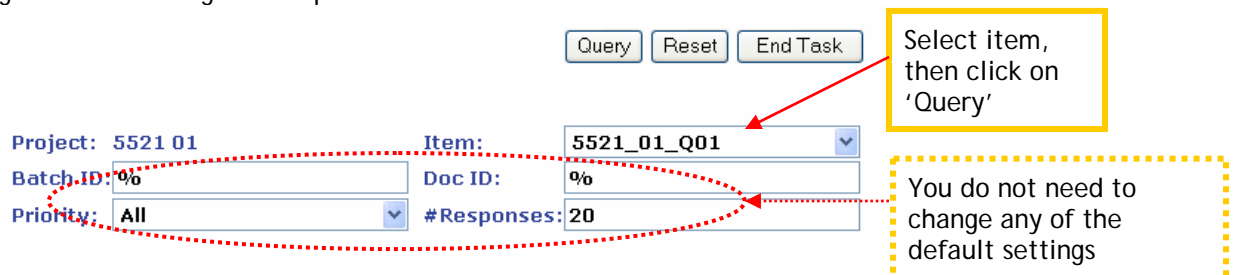 Query Reset End Task
Select item,
then click on
‘Query’
Project: 5521 01 Item: 5521_01_Q01
Batch ID: % Doc ID: %
Priority: All #Responses: 20
You do not need to
change any of the
default settings